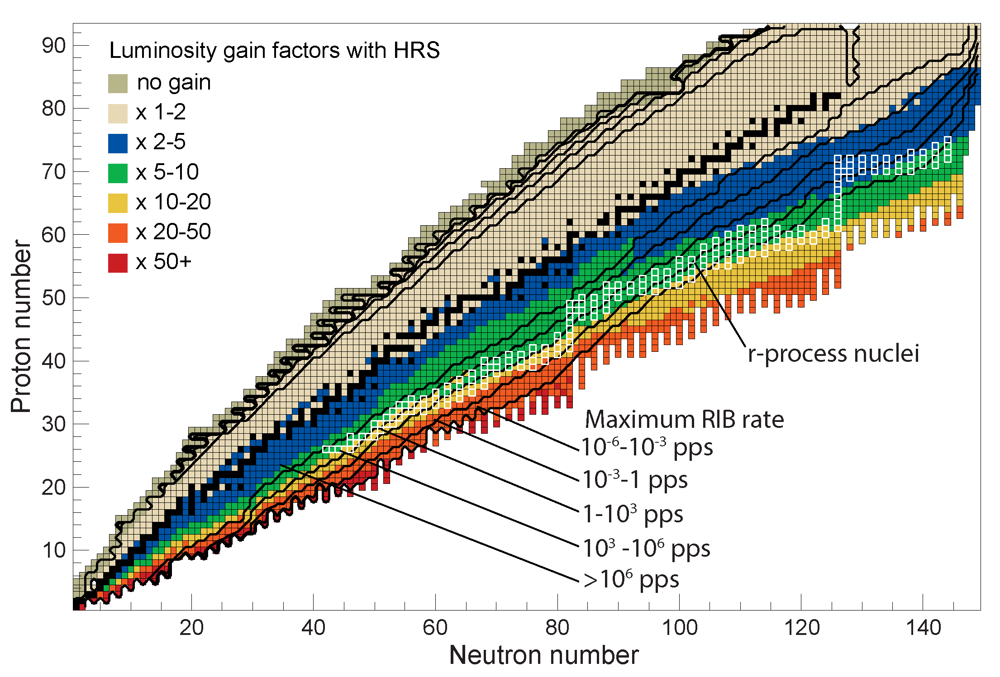 Luminosity gain factors with HRS
no gain
x 1-2
x 2-5
x 5-10
x 10-20
x 20-50
x 50+
90
80
70
60
50
40
30
20
10
Proton number
r-process nuclei
Maximum RIB rate
10⁻⁶-10⁻³ pps
10⁻³-1 pps
1-10³ pps
10³ -10⁶ pps
>10⁶ pps
20 40 60 80 100 120 140
Neutron number